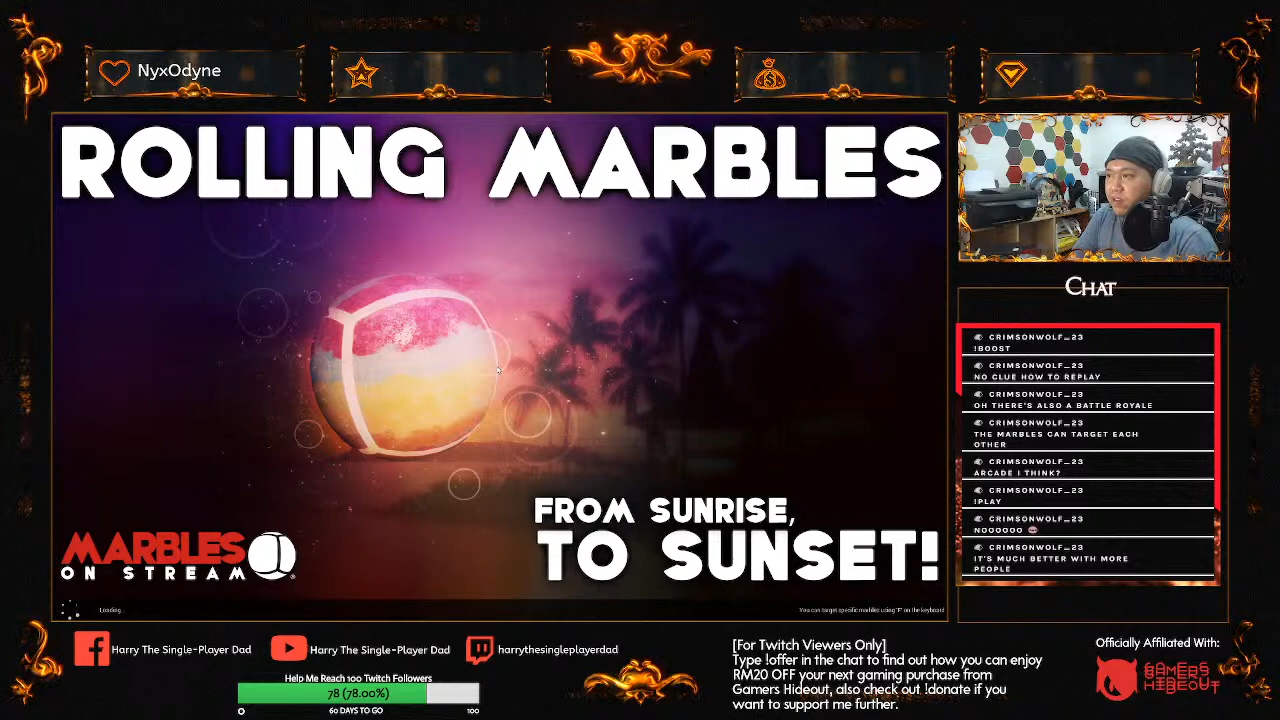 NyxOdyne
ROLLING MARBLES
FROM SUNRISE,
TO SUNSET!
MARBLES
ON STREAM
Loading...
You can target specific marbles using 'F' on the keyboard
CHAT
CRIMSONWOLF_23
!BOOST
CRIMSONWOLF_23
NO CLUE HOW TO REPLAY
CRIMSONWOLF_23
OH THERE'S ALSO A BATTLE ROYALE
CRIMSONWOLF_23
THE MARBLES CAN TARGET EACH
OTHER
CRIMSONWOLF_23
ARCADE I THINK?
CRIMSONWOLF_23
!PLAY
CRIMSONWOLF_23
NOOOOOO
CRIMSONWOLF_23
IT'S MUCH BETTER WITH MORE
PEOPLE
Harry The Single-Player Dad
Harry The Single-Player Dad
harrythesingleplayerdad
Help Me Reach 100 Twitch Followers
78 (78.00%)
0 60 DAYS TO GO 100
[For Twitch Viewers Only]
Type !offer in the chat to find out how you can enjoy
RM20 OFF your next gaming purchase from
Gamers Hideout, also check out !donate if you
want to support me further.
Officially Affiliated With:
GAMERS
HIDEOUT